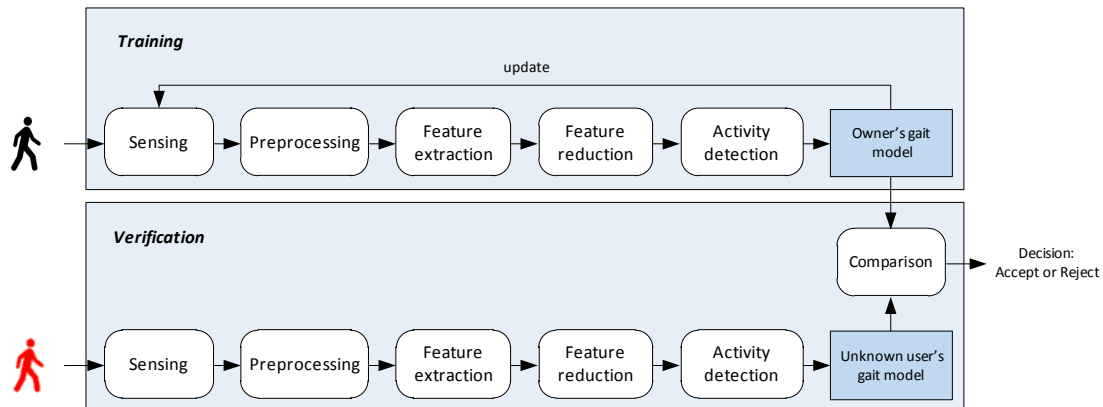 Training
update
Sensing
Preprocessing
Feature
extraction
Feature
reduction
Activity
detection
Owner's gait
model
Verification
Comparison
Decision:
Accept or Reject
Sensing
Preprocessing
Feature
extraction
Feature
reduction
Activity
detection
Unknown user's
gait model